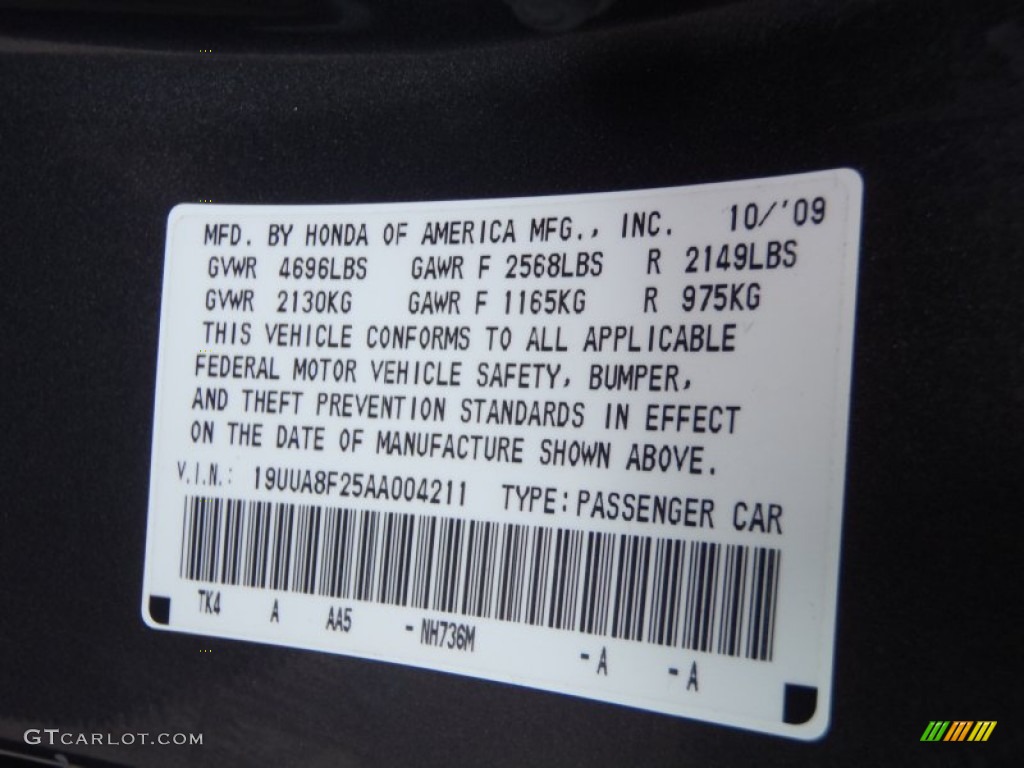 MFD. BY HONDA OF AMERICA MFG., INC. 10/'09
GVWR 4696LBS GAWR F 2568LBS R 2149LBS
GVWR 2130KG GAWR F 1165KG R 975KG
THIS VEHICLE CONFORMS TO ALL APPLICABLE
FEDERAL MOTOR VEHICLE SAFETY, BUMPER,
AND THEFT PREVENTION STANDARDS IN EFFECT
ON THE DATE OF MANUFACTURE SHOWN ABOVE.
V.I.N.: 19UUA8F25AA004211 TYPE: PASSENGER CAR
TK4 A AA5 -NH736M -A -A
GTCARLOT.COM